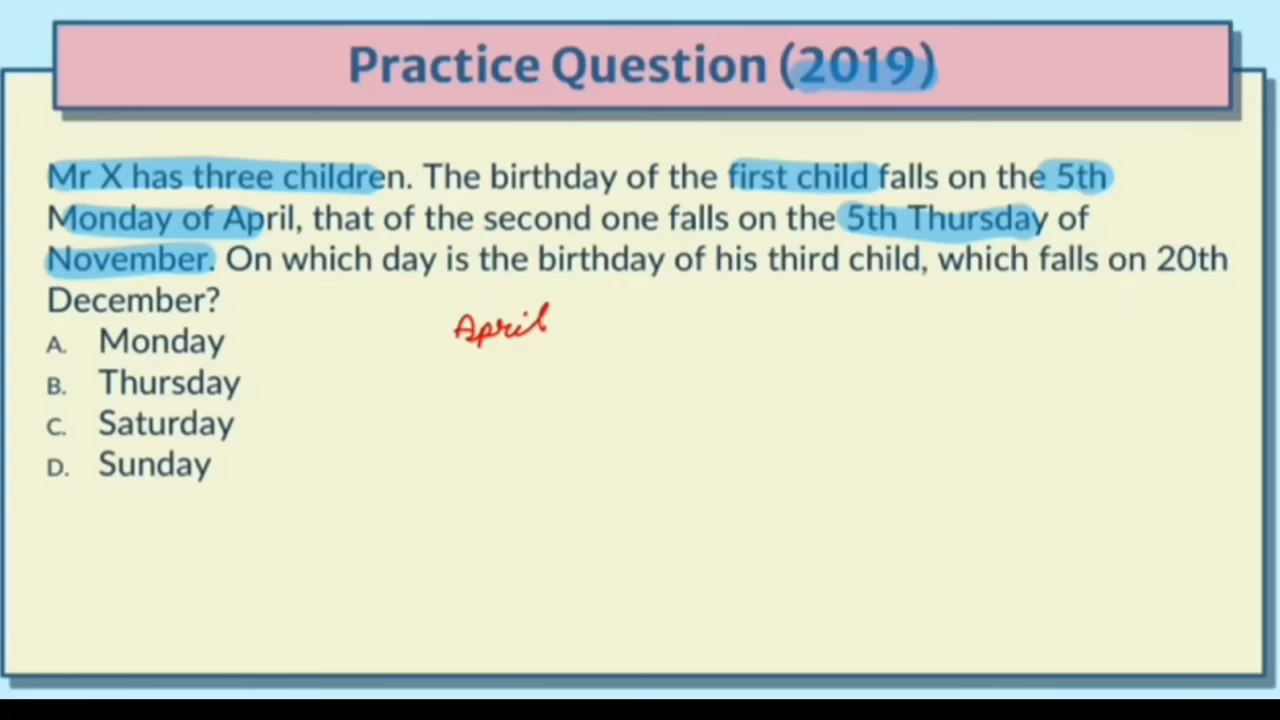 Practice Question (2019)
Mr X has three children. The birthday of the first child falls on the 5th
Monday of April, that of the second one falls on the 5th Thursday of
November. On which day is the birthday of his third child, which falls on 20th
December?
April
A. Monday
B. Thursday
C. Saturday
D. Sunday